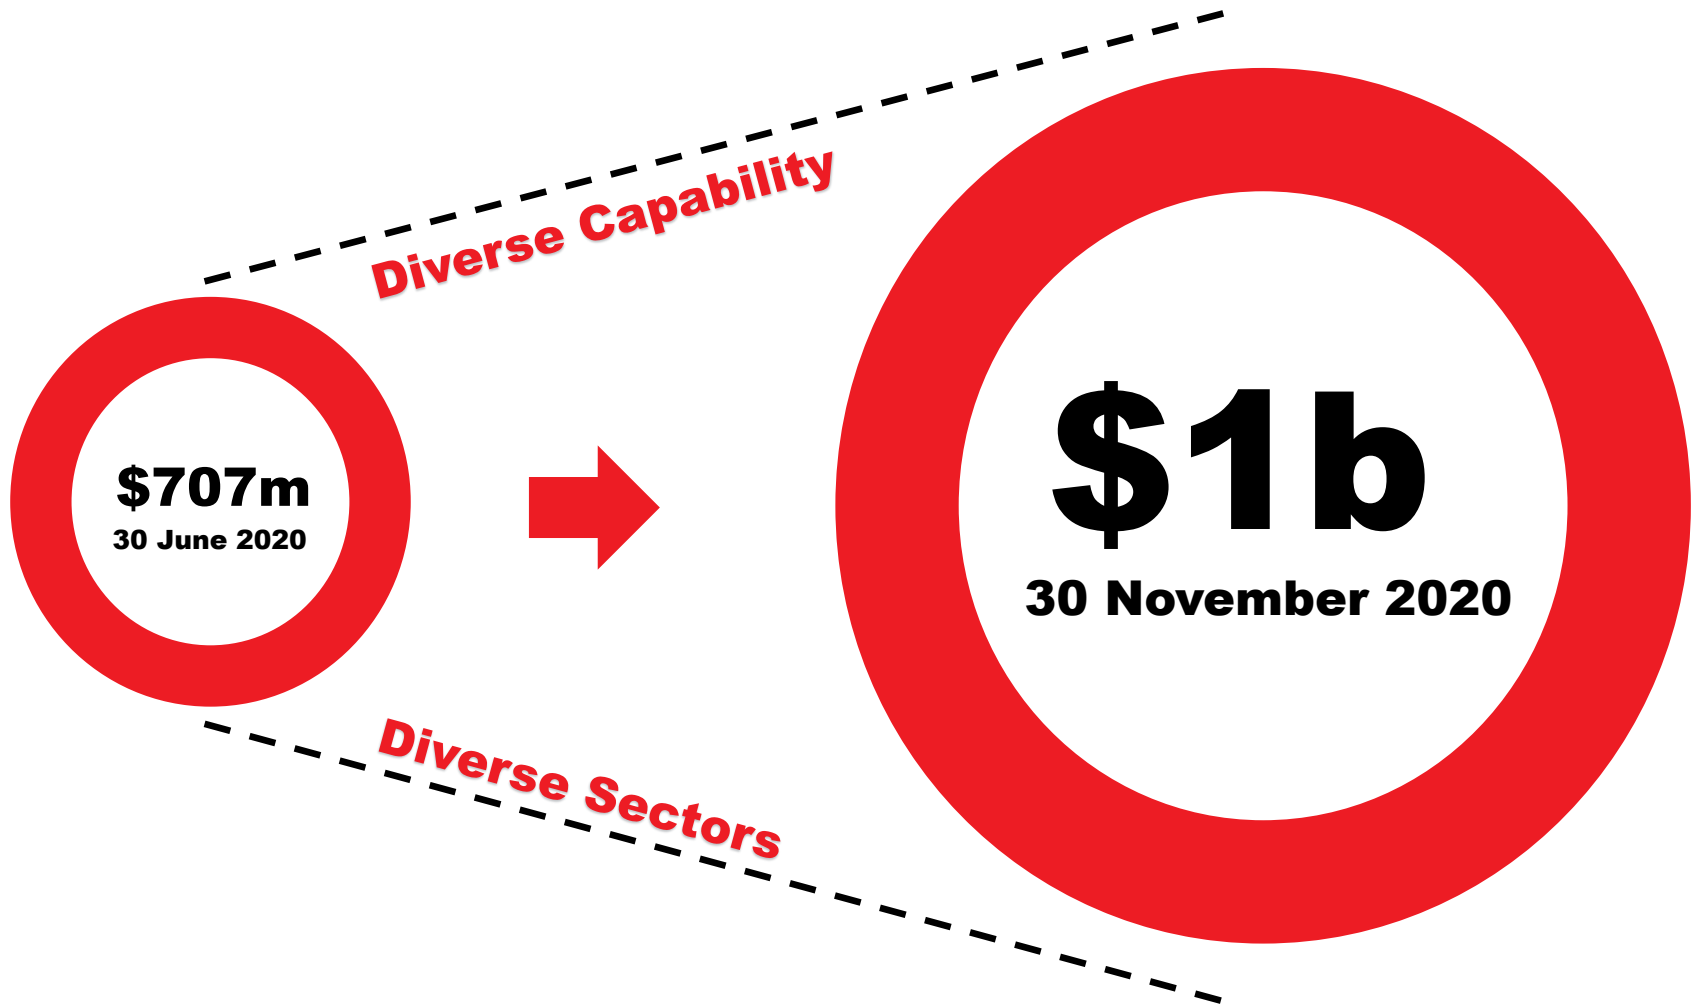 Diverse Capability
$707m
30 June 2020
$1b
30 November 2020
Diverse Sectors